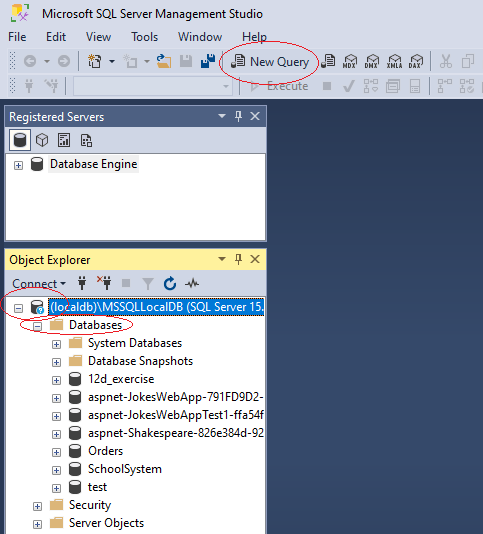 Microsoft SQL Server Management Studio
File Edit View Tools Window Help
New Query MDX DMX XMLA DAX
Execute
Registered Servers
Database Engine
Object Explorer
Connect
(localdb)\MSSQLLocalDB (SQL Server 15.
Databases
System Databases
Database Snapshots
12d_exercise
aspnet-JokesWebApp-791FD9D2-
aspnet-JokesWebAppTest1-ffa54f
aspnet-Shakespeare-826e384d-92
Orders
SchoolSystem
test
Security
Server Objects